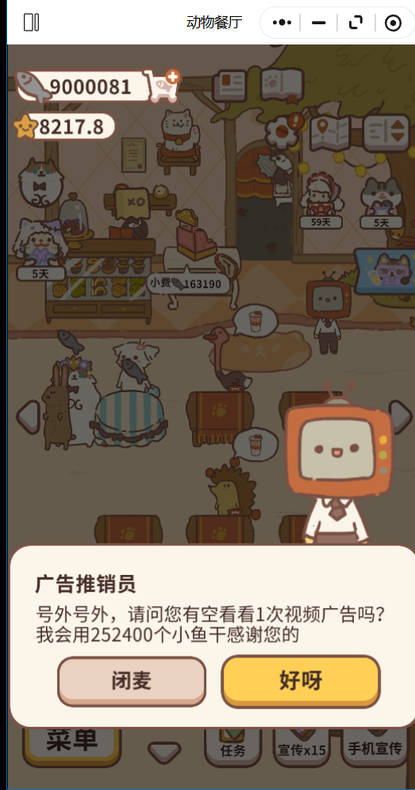 动物餐厅
9000081
8217.8
XO
59天
5天
5天
小费 163190
广告推销员
号外号外，请问您有空看看1次视频广告吗？
我会用252400个小鱼干感谢您的
闭麦
好呀
菜单
任务
宣传x15
手机宣传